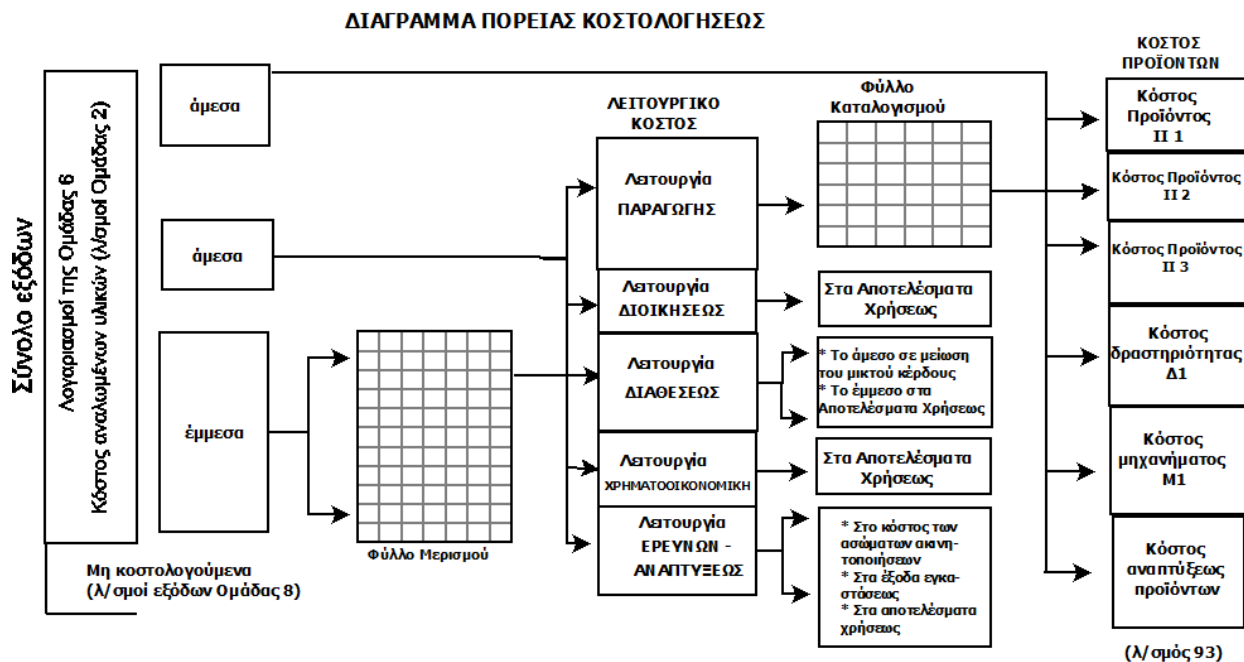 ΔΙΑΓΡΑΜΜΑ ΠΟΡΕΙΑΣ ΚΟΣΤΟΛΟΓΗΣΕΩΣ
Σύνολο εξόδων
Λογαριασμοί της Ομάδας 6
Κόστος αναλωμένων υλικών (λ/σμοί Ομάδας 2)
άμεσα
άμεσα
έμμεσα
Μη κοστολογούμενα
(λ/σμοί εξόδων Ομάδας 8)
Φύλλο Μερισμού
ΛΕΙΤΟΥΡΓΙΚΟ
ΚΟΣΤΟΣ
Λειτουργία
ΠΑΡΑΓΩΓΗΣ
Λειτουργία
ΔΙΟΙΚΗΣΕΩΣ
Λειτουργία
ΔΙΑΘΕΣΕΩΣ
Λειτουργία
ΧΡΗΜΑΤΟΟΙΚΟΝΟΜΙΚΗ
Λειτουργία
ΕΡΕΥΝΩΝ -
ΑΝΑΠΤΥΞΕΩΣ
Φύλλο
Καταλογισμού
Στα Αποτελέσματα
Χρήσεως
* Το άμεσο σε μείωση
του μικτού κέρδους
* Το έμμεσο στα
Αποτελέσματα Χρήσεως
Στα Αποτελέσματα
Χρήσεως
* Στο κόστος των
ασώματων ακινη-
τοποιήσεων
* Στα έξοδα εγκα-
στάσεως
* Στα αποτελέσματα
χρήσεως
ΚΟΣΤΟΣ
ΠΡΟΪΟΝΤΩΝ
Κόστος
Προϊόντος
ΙΙ 1
Κόστος Προϊόντος
ΙΙ 2
Κόστος Προϊόντος
ΙΙ 3
Κόστος
δραστηριότητας
Δ1
Κόστος
μηχανήματος
Μ1
Κόστος
αναπτύξεως
προϊόντων
(λ/σμός 93)